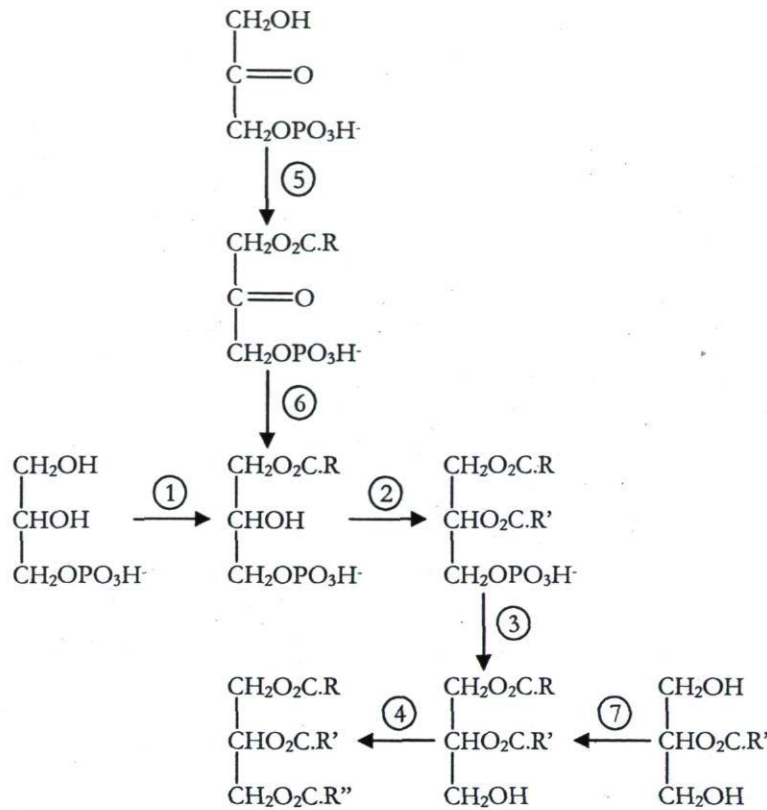 CH₂OH
C=O
CH₂OPO₃H-
⑤
CH₂O₂C.R
C=O
CH₂OPO₃H-
⑥
CH₂OH ① CH₂O₂C.R ② CH₂O₂C.R
CHOH CHOH CHO₂C.R’
CH₂OPO₃H- CH₂OPO₃H- CH₂OPO₃H-
③
CH₂O₂C.R ④ CH₂O₂C.R ⑦ CH₂OH
CHO₂C.R’ CHO₂C.R’ CHO₂C.R’
CH₂O₂C.R” CH₂OH CH₂OH